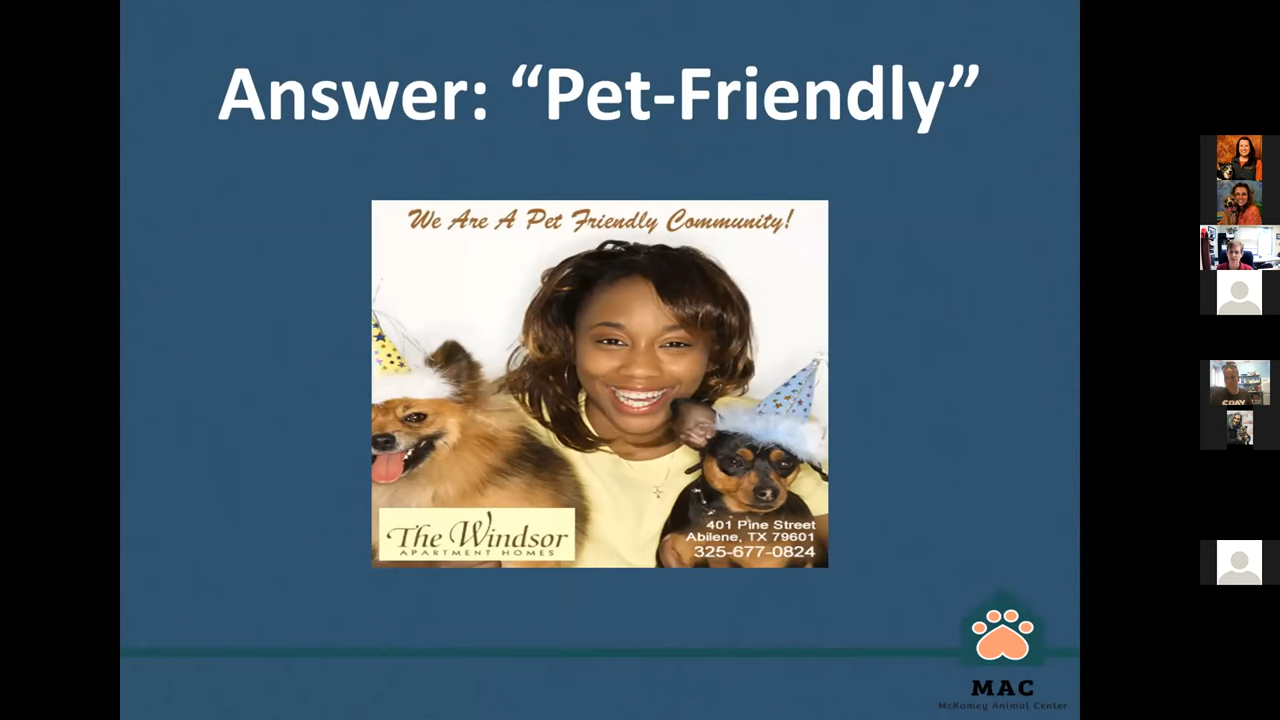 Answer: “Pet-Friendly”
We Are A Pet Friendly Community!
The Windsor
APARTMENT HOMES
401 Pine Street
Abilene, TX 79601
325-677-0824
MAC
McKamey Animal Center